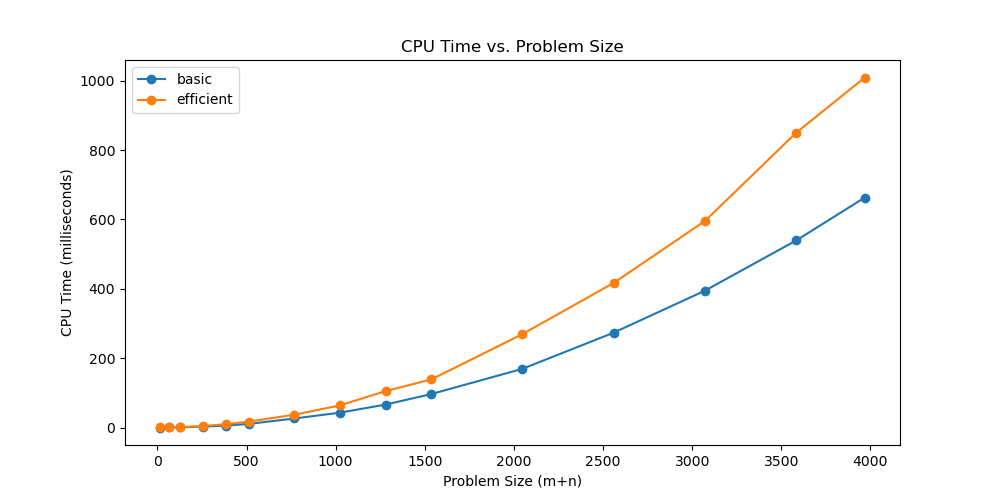 CPU Time vs. Problem Size
basic
efficient
1000
800
600
400
200
0
CPU Time (milliseconds)
0 500 1000 1500 2000 2500 3000 3500 4000
Problem Size (m+n)